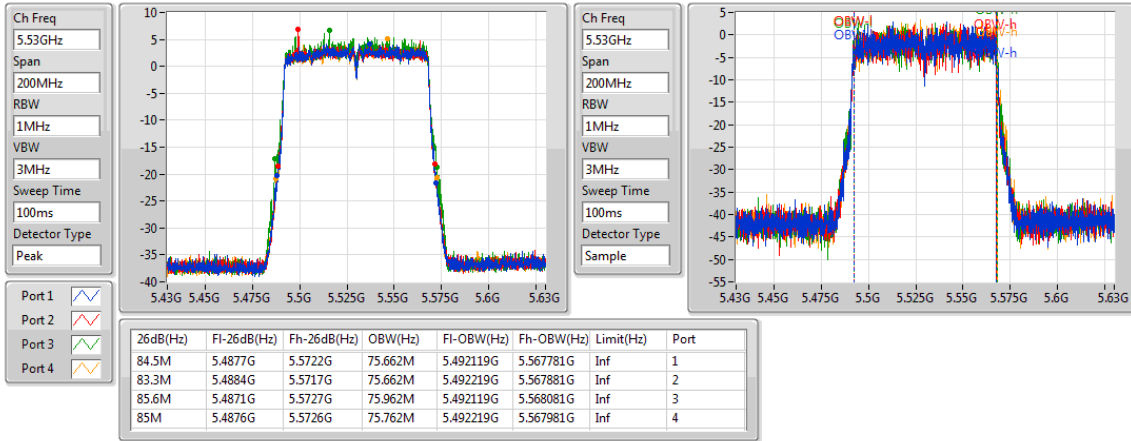 Ch Freq
5.53GHz
Span
200MHz
RBW
1MHz
VBW
3MHz
Sweep Time
100ms
Detector Type
Peak
10
5
0
-5
-10
-15
-20
-25
-30
-35
-40
5.43G 5.45G 5.475G 5.5G 5.525G 5.55G 5.575G 5.6G 5.63G
Ch Freq
5.53GHz
Span
200MHz
RBW
1MHz
VBW
3MHz
Sweep Time
100ms
Detector Type
Sample
5
0
-5
-10
-15
-20
-25
-30
-35
-40
-45
-50
-55
OBW-l
OBW-h
5.43G 5.45G 5.475G 5.5G 5.525G 5.55G 5.575G 5.6G 5.63G
Port 1
Port 2
Port 3
Port 4
26dB(Hz) Fl-26dB(Hz) Fh-26dB(Hz) OBW(Hz) Fl-OBW(Hz) Fh-OBW(Hz) Limit(Hz) Port
84.5M 5.4877G 5.5722G 75.662M 5.492119G 5.567781G Inf 1
83.3M 5.4884G 5.5717G 75.662M 5.492219G 5.567881G Inf 2
85.6M 5.4871G 5.5727G 75.962M 5.492119G 5.568081G Inf 3
85M 5.4876G 5.5726G 75.762M 5.492219G 5.567981G Inf 4